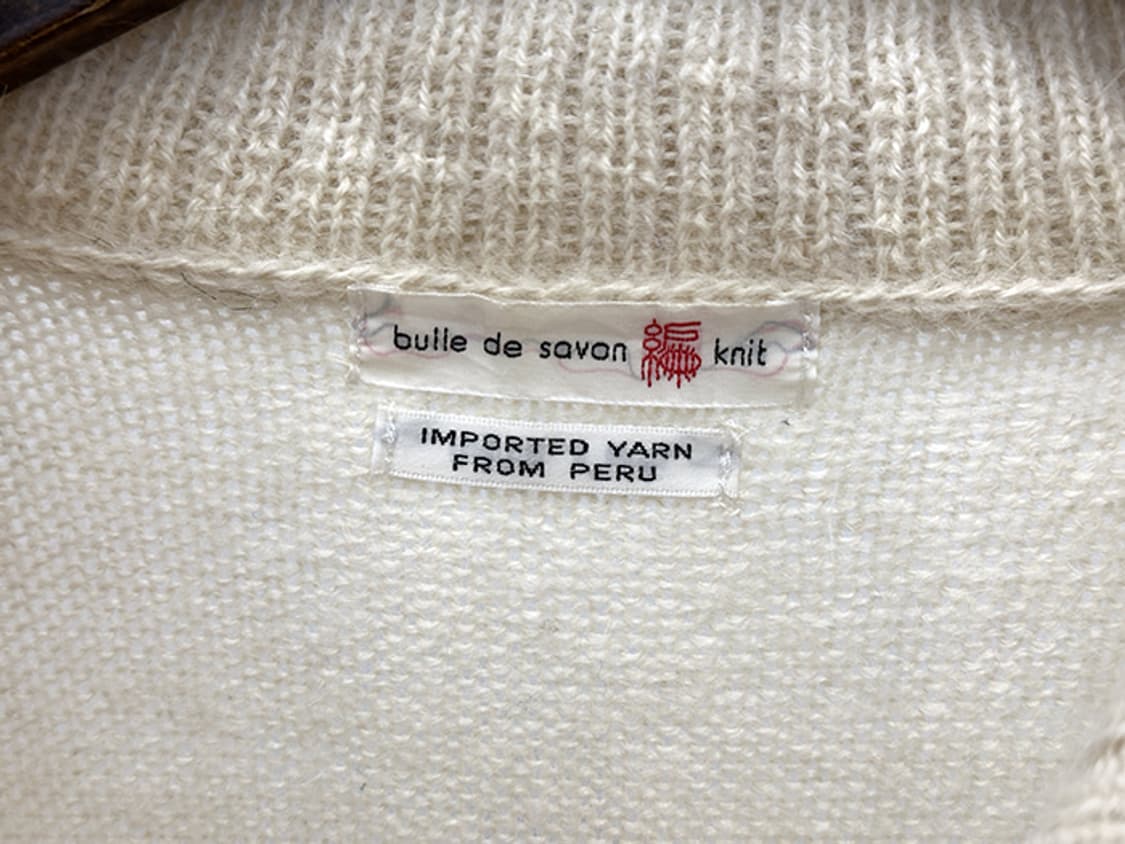 bulle de savon 編 knit
IMPORTED YARN
FROM PERU